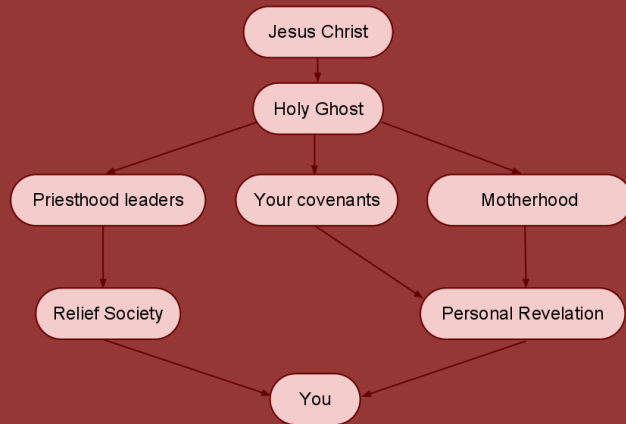 Jesus Christ
Holy Ghost
Priesthood leaders
Your covenants
Motherhood
Relief Society
Personal Revelation
You